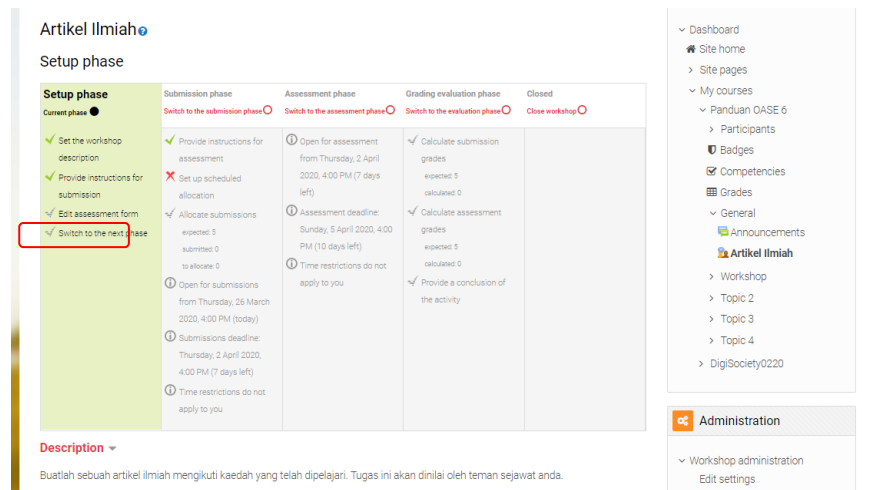 Artikel Ilmiah
Setup phase
Setup phase
Current phase
Set the workshop
description
Provide instructions for
submission
Edit assessment form
Switch to the next phase
Submission phase
Switch to the submission phase
Provide instructions for
assessment
Set up scheduled
allocation
Allocate submissions
expected: 5
submitted: 0
to allocate: 0
Open for submissions
from Thursday, 26 March
2020, 4:00 PM (today)
Submissions deadline:
Thursday, 2 April 2020,
4:00 PM (7 days left)
Time restrictions do not
apply to you
Assessment phase
Switch to the assessment phase
Open for assessment
from Thursday, 2 April
2020, 4:00 PM (7 days
left)
Assessment deadline:
Sunday, 5 April 2020, 4:00
PM (10 days left)
Time restrictions do not
apply to you
Grading evaluation phase
Switch to the evaluation phase
Calculate submission
grades
expected: 5
calculated: 0
Calculate assessment
grades
expected: 5
calculated: 0
Provide a conclusion of
the activity
Closed
Close workshop
Description
Buatlah sebuah artikel ilmiah mengikuti kaedah yang telah dipelajari. Tugas ini akan dinilai oleh teman sejawat anda.
Dashboard
Site home
Site pages
My courses
Panduan OASE 6
Participants
Badges
Competencies
Grades
General
Announcements
Artikel Ilmiah
Workshop
Topic 2
Topic 3
Topic 4
DigiSociety0220
Administration
Workshop administration
Edit settings